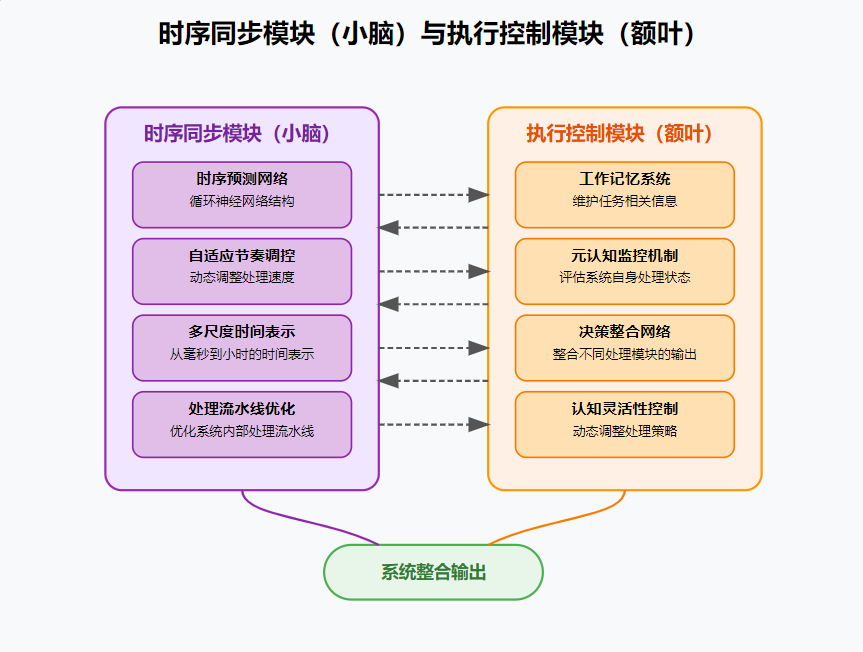 时序同步模块（小脑）与执行控制模块（额叶）
时序同步模块（小脑）
时序预测网络
循环神经网络结构
自适应节奏调控
动态调整处理速度
多尺度时间表示
从毫秒到小时的时间表示
处理流水线优化
优化系统内部处理流水线
执行控制模块（额叶）
工作记忆系统
维护任务相关信息
元认知监控机制
评估系统自身处理状态
决策整合网络
整合不同处理模块的输出
认知灵活性控制
动态调整处理策略
系统整合输出